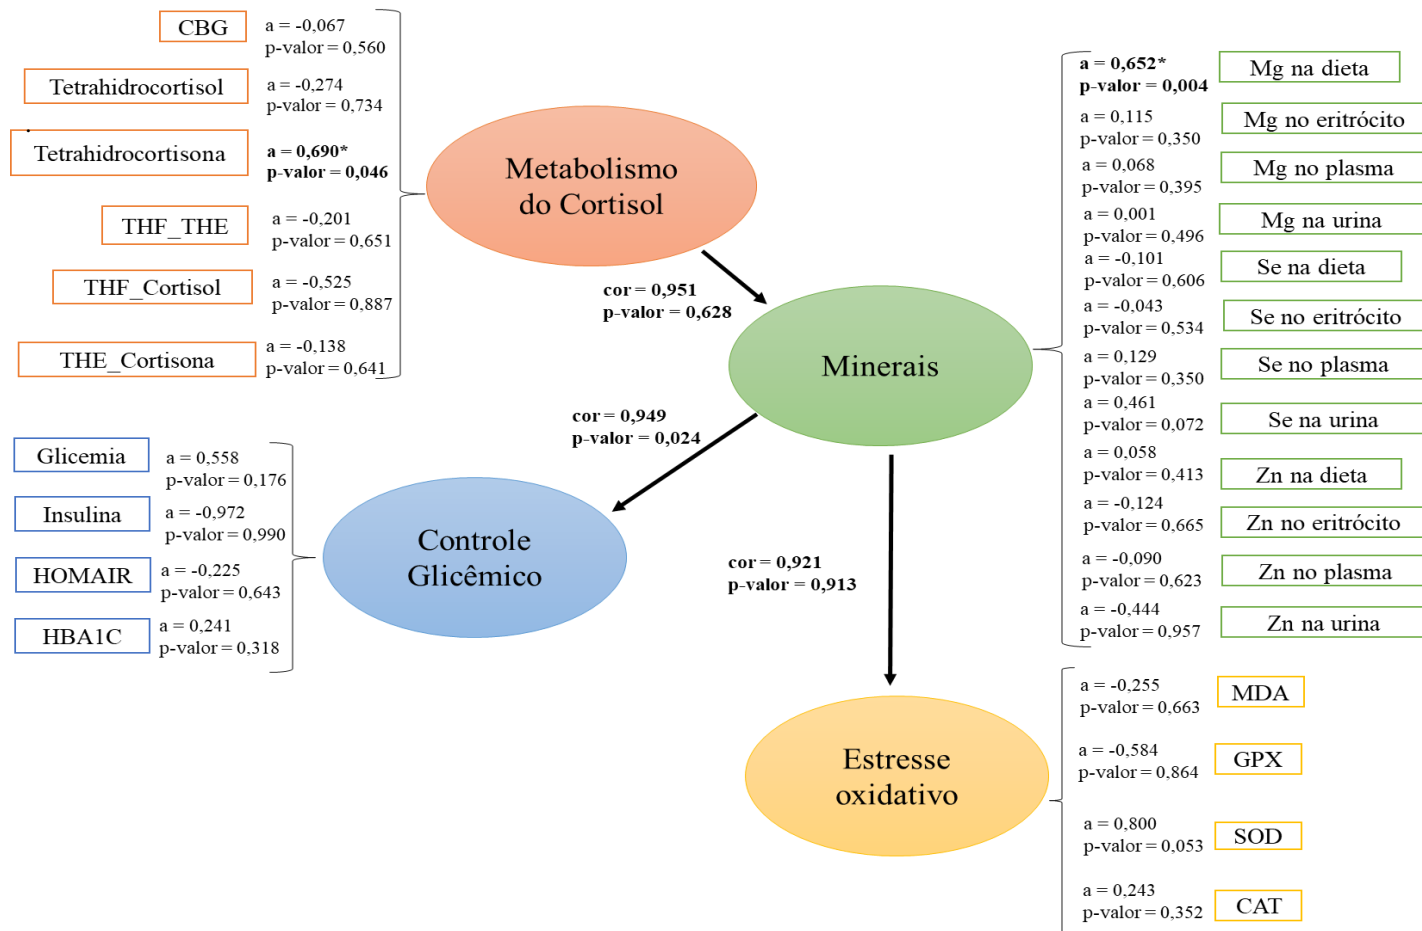 CBG
a = -0,067
p-valor = 0,560
Tetrahidrocortisol
a = -0,274
p-valor = 0,734
Tetrahidrocortisona
a = 0,690*
p-valor = 0,046
THF_THE
a = -0,201
p-valor = 0,651
THF_Cortisol
a = -0,525
p-valor = 0,887
THE_Cortisona
a = -0,138
p-valor = 0,641
Metabolismo
do Cortisol
cor = 0,951
p-valor = 0,628
Minerais
a = 0,652*
p-valor = 0,004
Mg na dieta
a = 0,115
p-valor = 0,350
Mg no eritrócito
a = 0,068
p-valor = 0,395
Mg no plasma
a = 0,001
p-valor = 0,496
Mg na urina
a = -0,101
p-valor = 0,606
Se na dieta
a = -0,043
p-valor = 0,534
Se no eritrócito
a = 0,129
p-valor = 0,350
Se no plasma
a = 0,461
p-valor = 0,072
Se na urina
a = 0,058
p-valor = 0,413
Zn na dieta
a = -0,124
p-valor = 0,665
Zn no eritrócito
a = -0,090
p-valor = 0,623
Zn no plasma
a = -0,444
p-valor = 0,957
Zn na urina
cor = 0,949
p-valor = 0,024
Glicemia
a = 0,558
p-valor = 0,176
Insulina
a = -0,972
p-valor = 0,990
HOMAIR
a = -0,225
p-valor = 0,643
HBA1C
a = 0,241
p-valor = 0,318
Controle
Glicêmico
cor = 0,921
p-valor = 0,913
Estresse
oxidativo
a = -0,255
p-valor = 0,663
MDA
a = -0,584
p-valor = 0,864
GPX
a = 0,800
p-valor = 0,053
SOD
a = 0,243
p-valor = 0,352
CAT